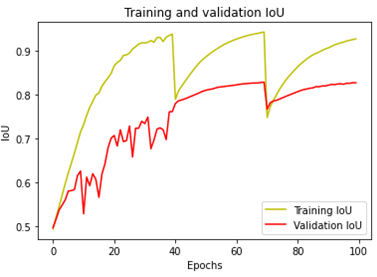 Training and validation IoU
IoU
0.9
0.8
0.7
0.6
0.5
0
20
40
60
80
100
Epochs
Training IoU
Validation IoU